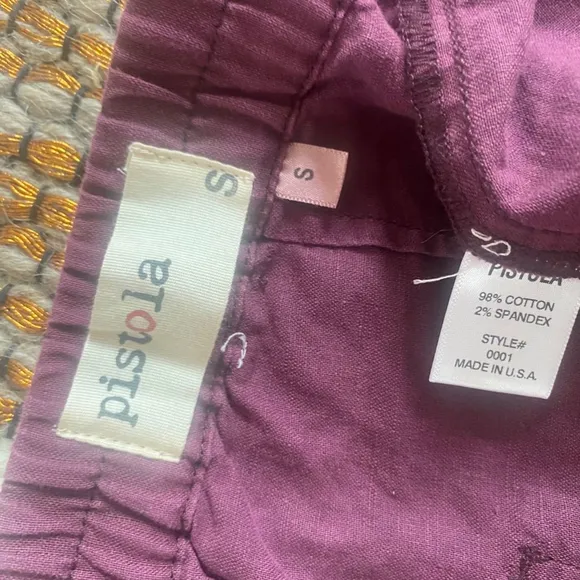 pistola
S
S
PISTOLA
98% COTTON
2% SPANDEX
STYLE#
0001
MADE IN U.S.A.